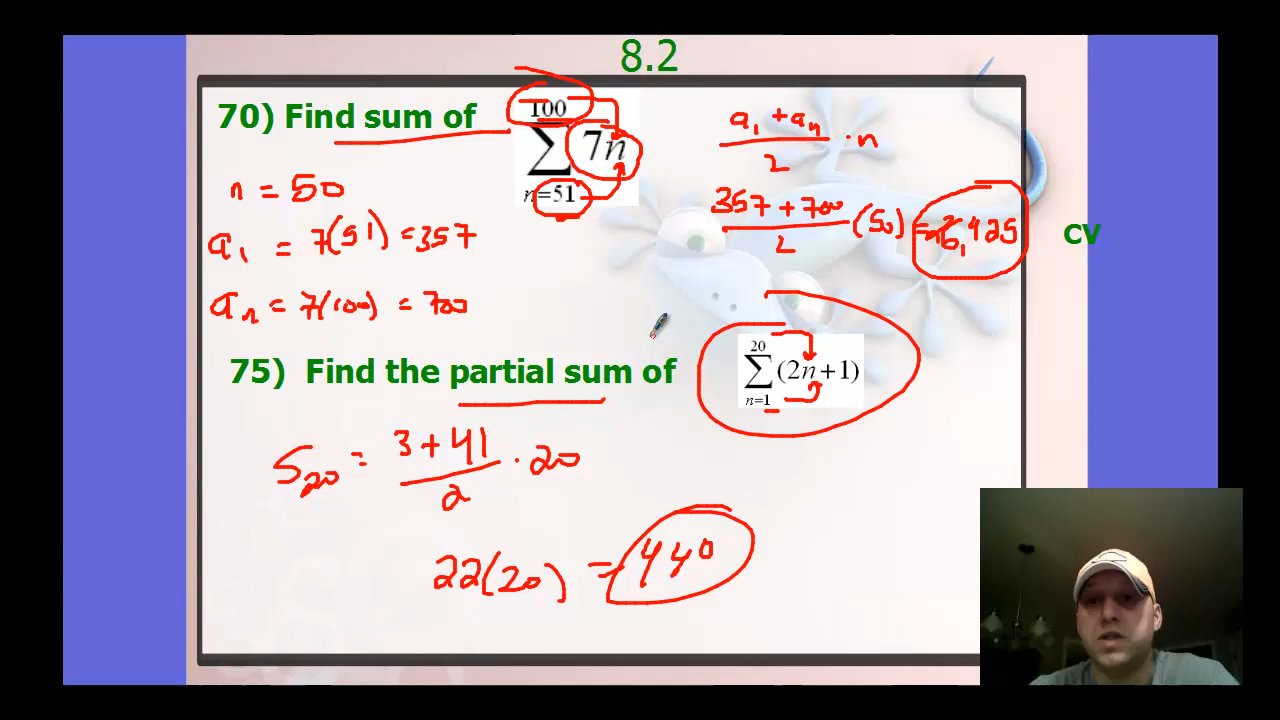 8.2
70) Find sum of
100
∑ 7n
n=51
n = 50
a₁ = 7(51) = 357
aₙ = 7(100) = 700
a₁ + aₙ / 2 · n
357 + 700 / 2 (50) = 26,425
cv
75) Find the partial sum of
20
∑ (2n+1)
n=1
S₂₀ = 3 + 41 / 2 · 20
22(20) = 440